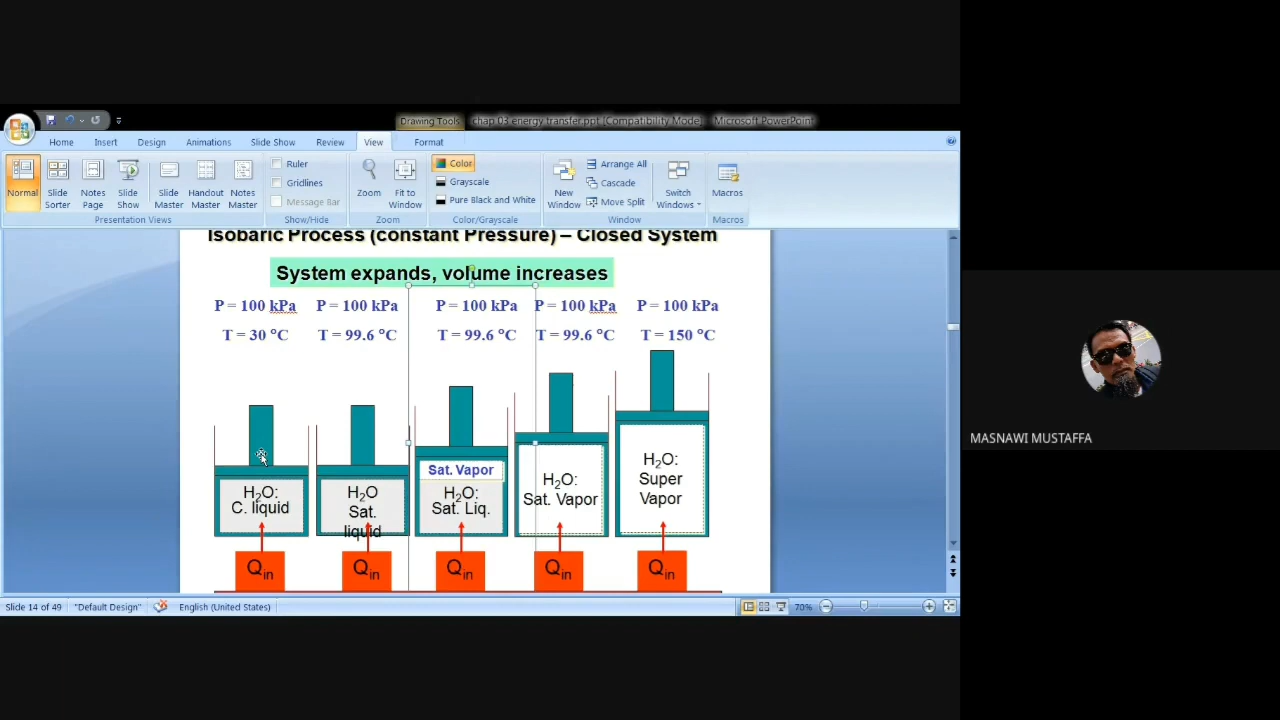 Drawing Tools chap 03 energy transfer.ppt [Compatibility Mode] Microsoft PowerPoint
Home Insert Design Animations Slide Show Review View Format
Normal
Slide Sorter
Notes Page
Slide Show
Slide Master
Handout Master
Notes Master
Presentation Views
Ruler
Gridlines
Message Bar
Show/Hide
Zoom
Fit to Window
Zoom
Color
Grayscale
Pure Black and White
Color/Grayscale
New Window
Arrange All
Cascade
Move Split
Switch Windows
Window
Macros
Macros
Isobaric Process (constant Pressure) – Closed System
System expands, volume increases
P = 100 kPa P = 100 kPa P = 100 kPa P = 100 kPa P = 100 kPa
T = 30 °C T = 99.6 °C T = 99.6 °C T = 99.6 °C T = 150 °C
H2O:
C. liquid
H2O
Sat.
liquid
Sat. Vapor
H2O:
Sat. Liq.
H2O:
Sat. Vapor
H2O:
Super
Vapor
Qin Qin Qin Qin Qin
Slide 14 of 49 "Default Design" English (United States) 70%
MASNAWI MUSTAFFA